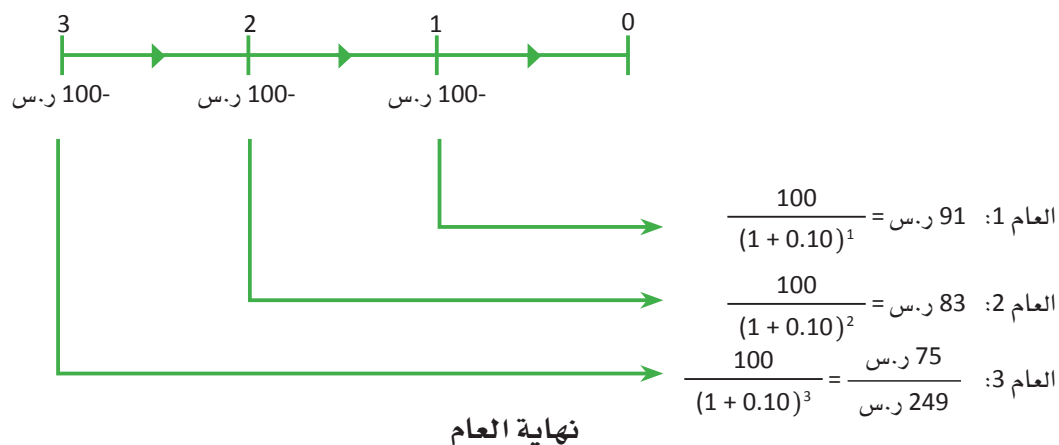 0 1 2 3
-100 ر.س -100 ر.س -100 ر.س
العام 1: 91 ر.س = 100 / (1 + 0.10)^1
العام 2: 83 ر.س = 100 / (1 + 0.10)^2
العام 3: 75 ر.س / 249 ر.س = 100 / (1 + 0.10)^3
نهاية العام